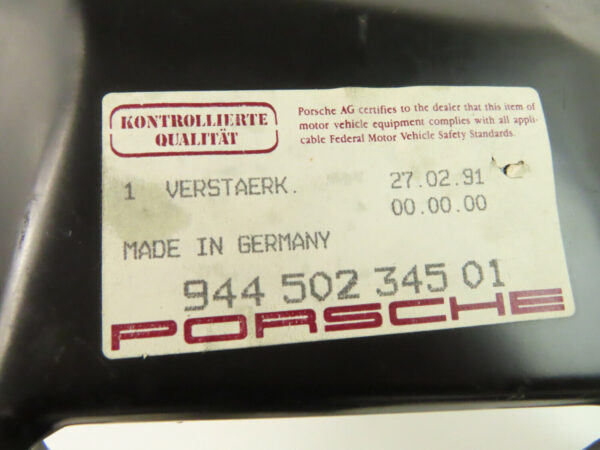 KONTROLLIERTE
QUALITÄT
Porsche AG certifies to the dealer that this item of
motor vehicle equipment complies with all appli-
cable Federal Motor Vehicle Safety Standards.
1 VERSTAERK. 27.02.91
00.00.00
MADE IN GERMANY
944 502 345 01
PORSCHE